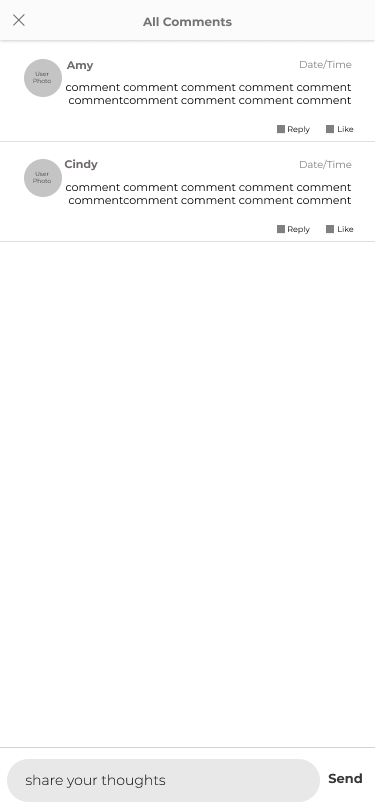 All Comments
User
Photo
Amy
Date/Time
comment comment comment comment comment
commentcomment comment comment comment
Reply
Like
User
Photo
Cindy
Date/Time
comment comment comment comment comment
commentcomment comment comment comment
Reply
Like
share your thoughts
Send